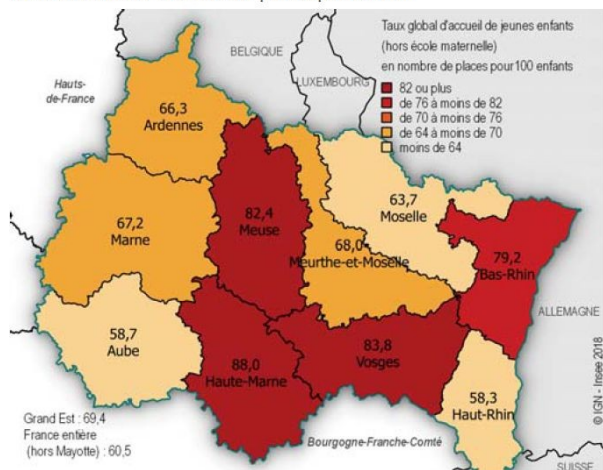 Taux global d'accueil de jeunes enfants
(hors école maternelle)
en nombre de places pour 100 enfants
82 ou plus
de 76 à moins de 82
de 70 à moins de 76
de 64 à moins de 70
moins de 64
BELGIQUE
LUXEMBOURG
Hauts-
de-France
66,3
Ardennes
67,2
Marne
82,4
Meuse
68,0
Meurthe-et-Moselle
63,7
Moselle
79,2
Bas-Rhin
ALLEMAGNE
58,7
Aube
88,0
Haute-Marne
83,8
Vosges
58,3
Haut-Rhin
Grand Est : 69,4
France entière
(hors Mayotte) : 60,5
Bourgogne-Franche-Comté
SUISSE
© IGN - Insee 2018